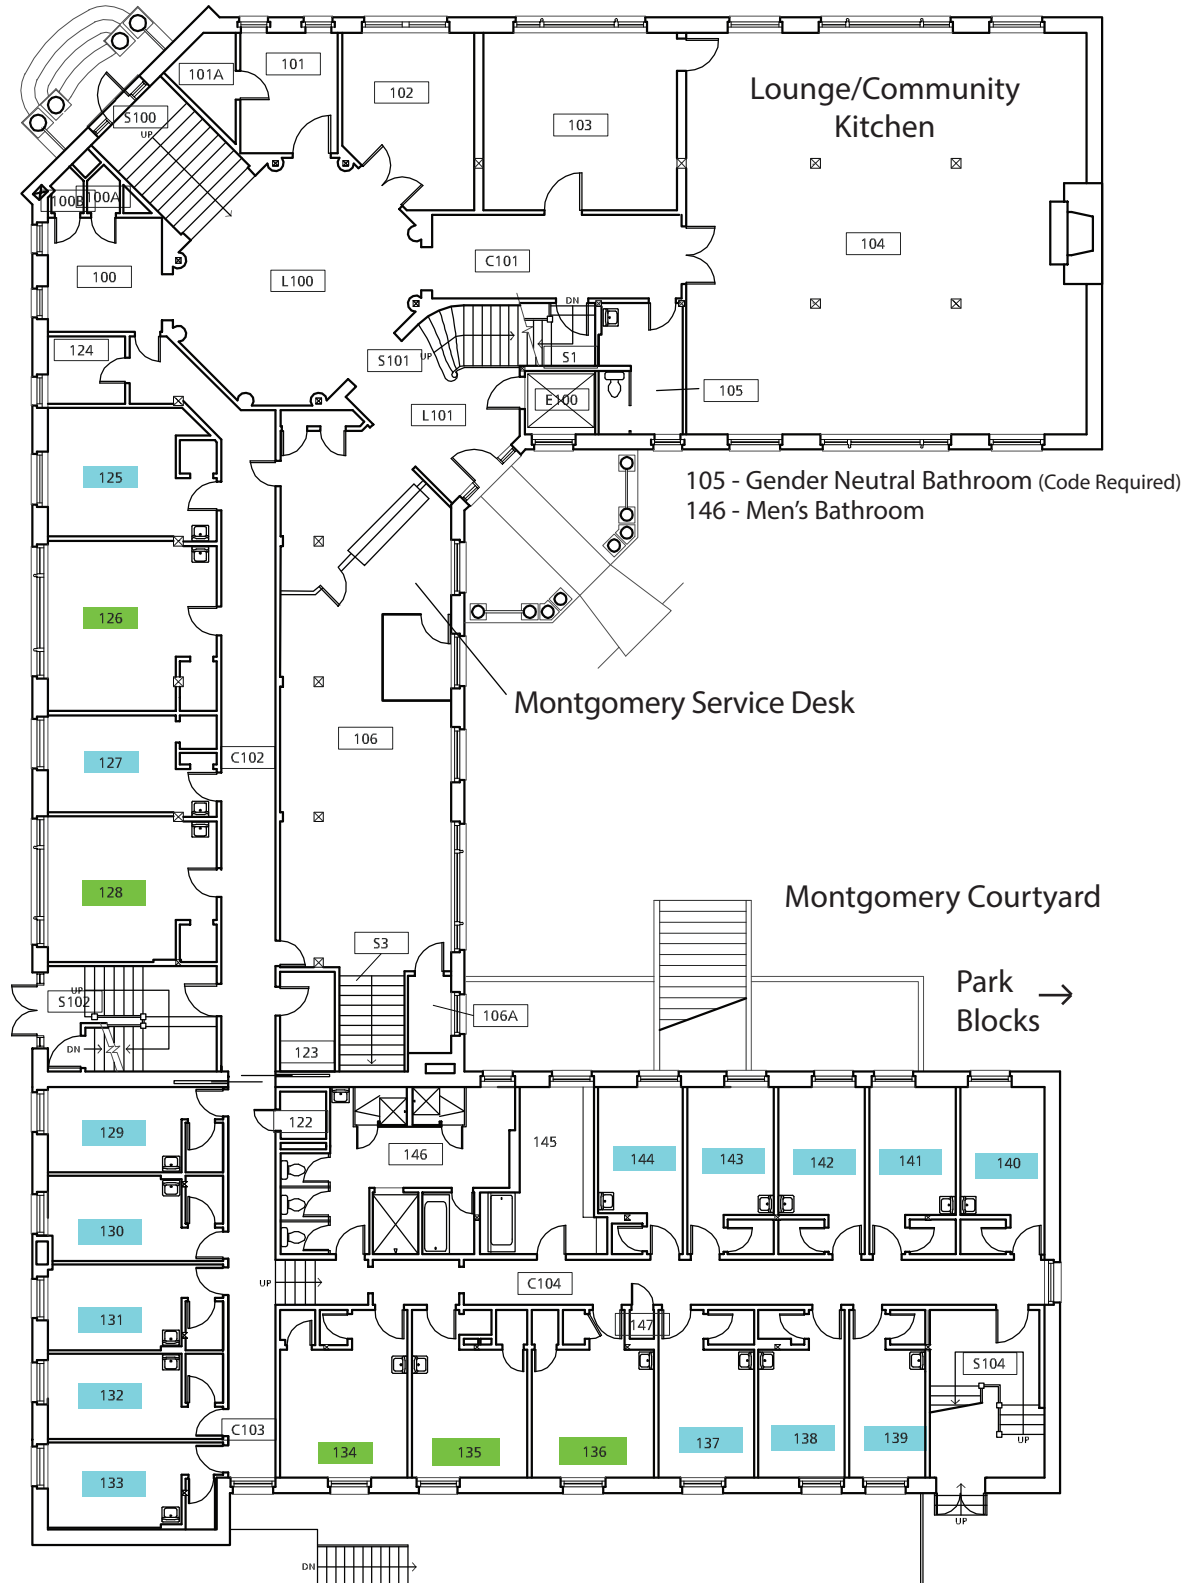 101
101A
102
Lounge/Community
Kitchen
S100
UP
103
100B
100A
104
C101
100
L100
DN
124
S101
UP
S1
105
E100
L101
125
105 - Gender Neutral Bathroom (Code Required)
146 - Men's Bathroom
126
Montgomery Service Desk
106
C102
127
128
Montgomery Courtyard
S3
Park
Blocks
UP
S102
106A
DN
123
122
129
145
146
144
143
142
141
140
130
UP
C104
131
147
S104
132
C103
134
135
136
137
138
139
UP
133
UP
DN